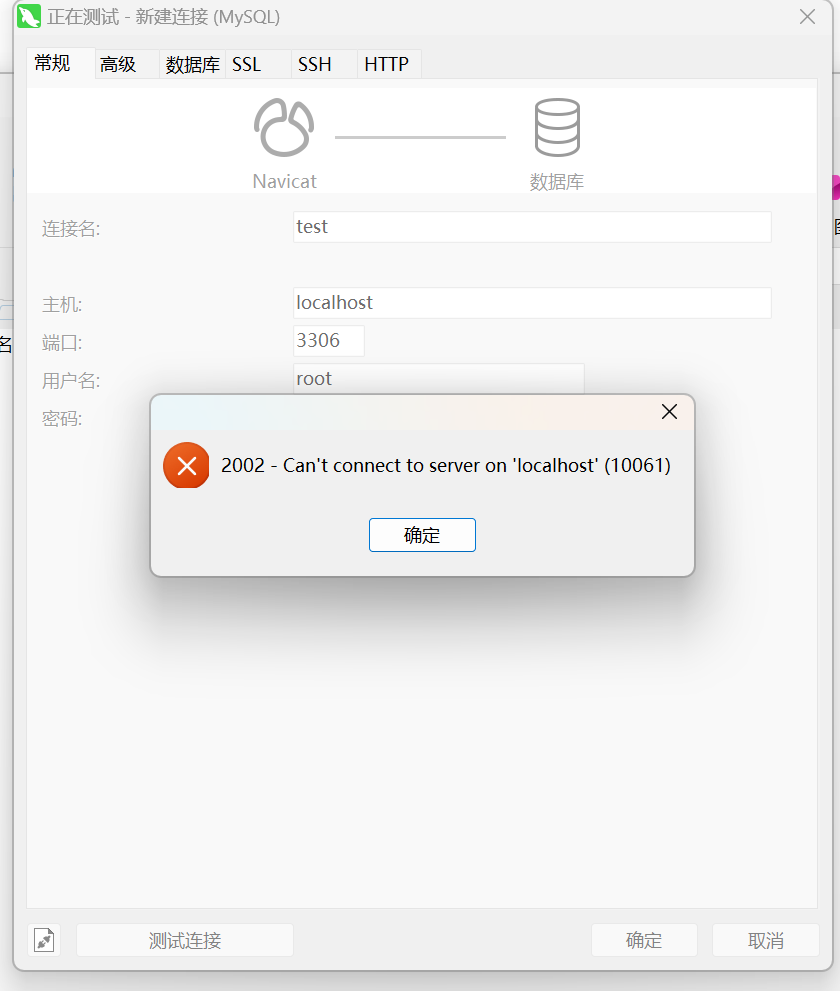 正在测试 - 新建连接 (MySQL)
常规 高级 数据库 SSL SSH HTTP
Navicat 数据库
连接名: test
主机: localhost
端口: 3306
用户名: root
密码:
2002 - Can't connect to server on 'localhost' (10061)
确定
测试连接 确定 取消
名